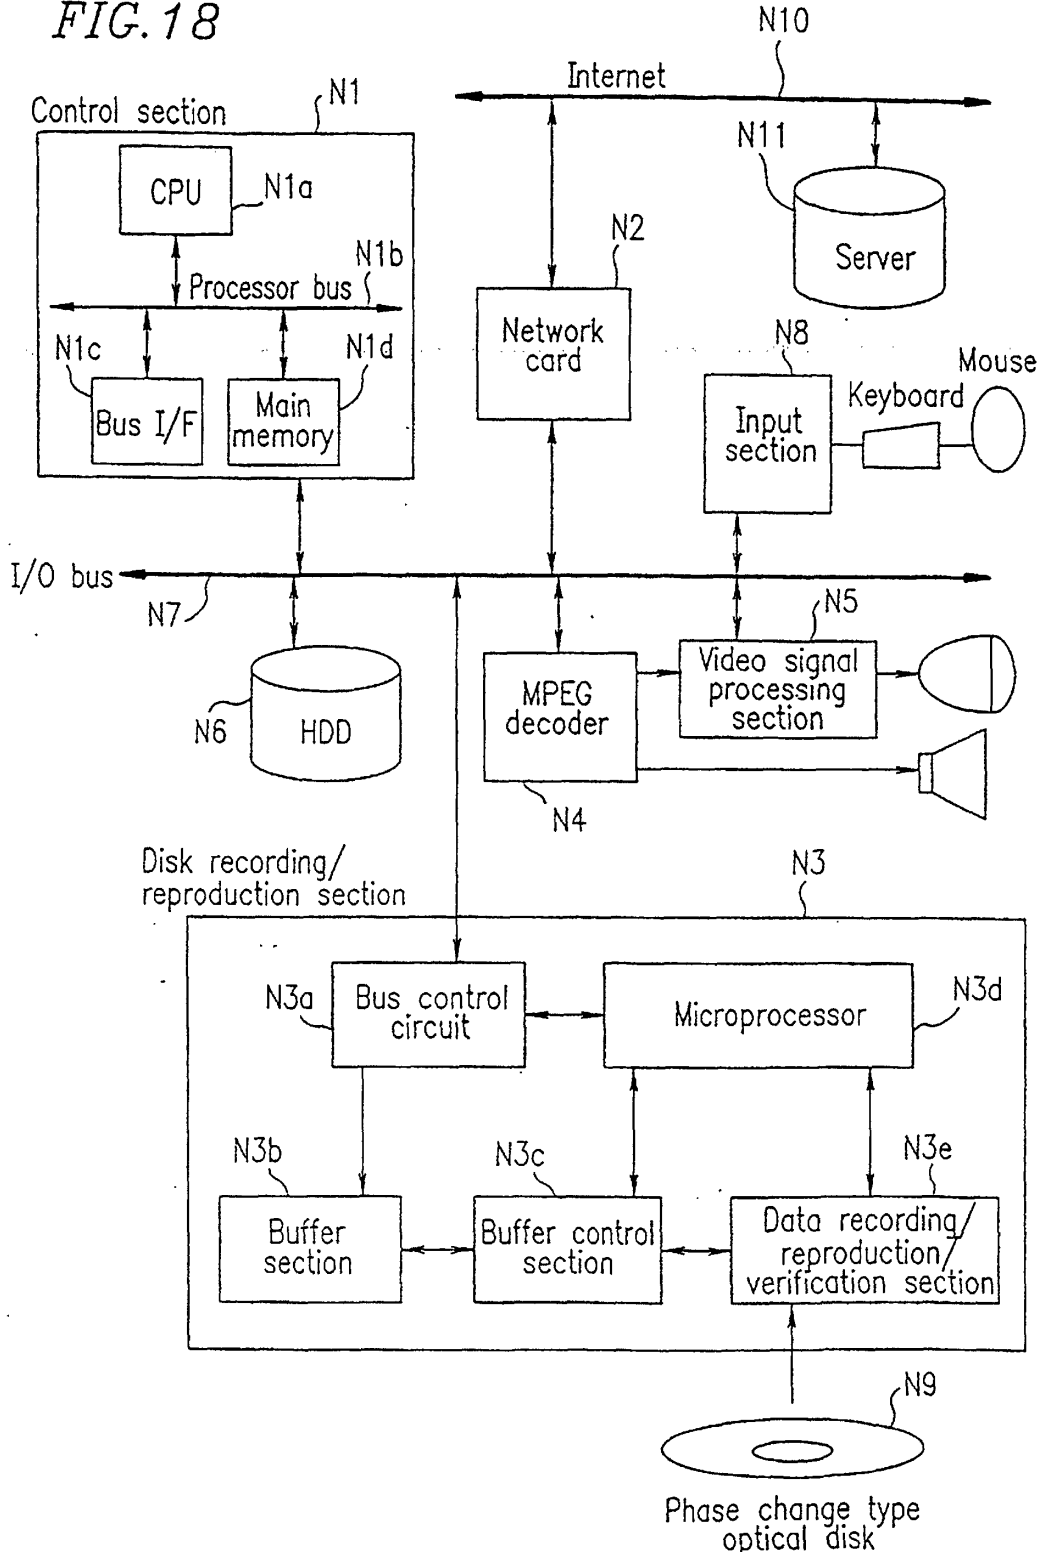 FIG.18
N10
Internet
Control section
N1
N11
CPU
N1a
N2
Server
N1b
Processor bus
Network
card
N8
Mouse
N1c
N1d
Keyboard
Bus I/F
Main
memory
Input
section
I/O bus
N7
N5
Video signal
processing
section
MPEG
decoder
N6
HDD
N4
Disk recording/
reproduction section
N3
N3a
Bus control
circuit
Microprocessor
N3d
N3b
N3c
N3e
Buffer
section
Buffer control
section
Data recording/
reproduction/
verification section
N9
Phase change type
optical disk